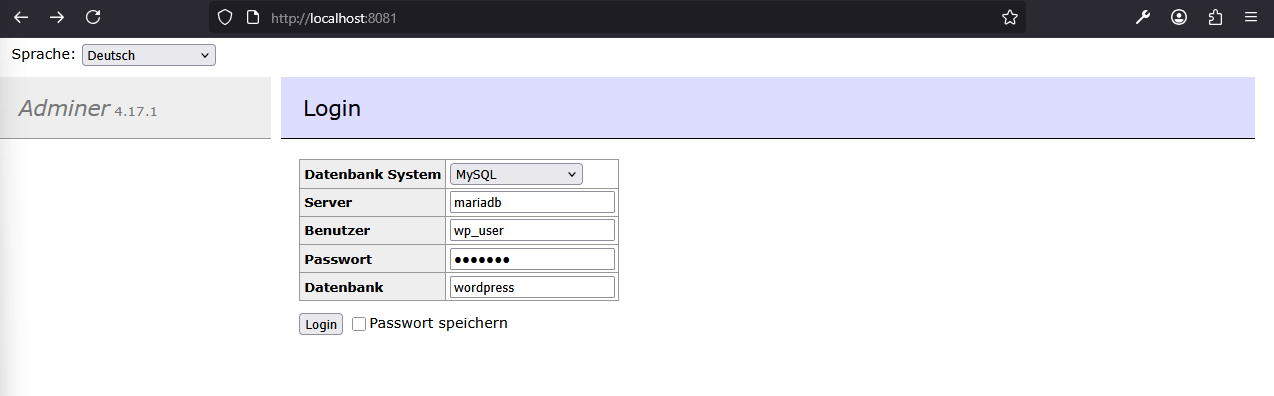 http://localhost:8081
Sprache: Deutsch
Adminer 4.17.1
Login
Datenbank System MySQL
Server mariadb
Benutzer wp_user
Passwort ●●●●●●●
Datenbank wordpress
Login Passwort speichern